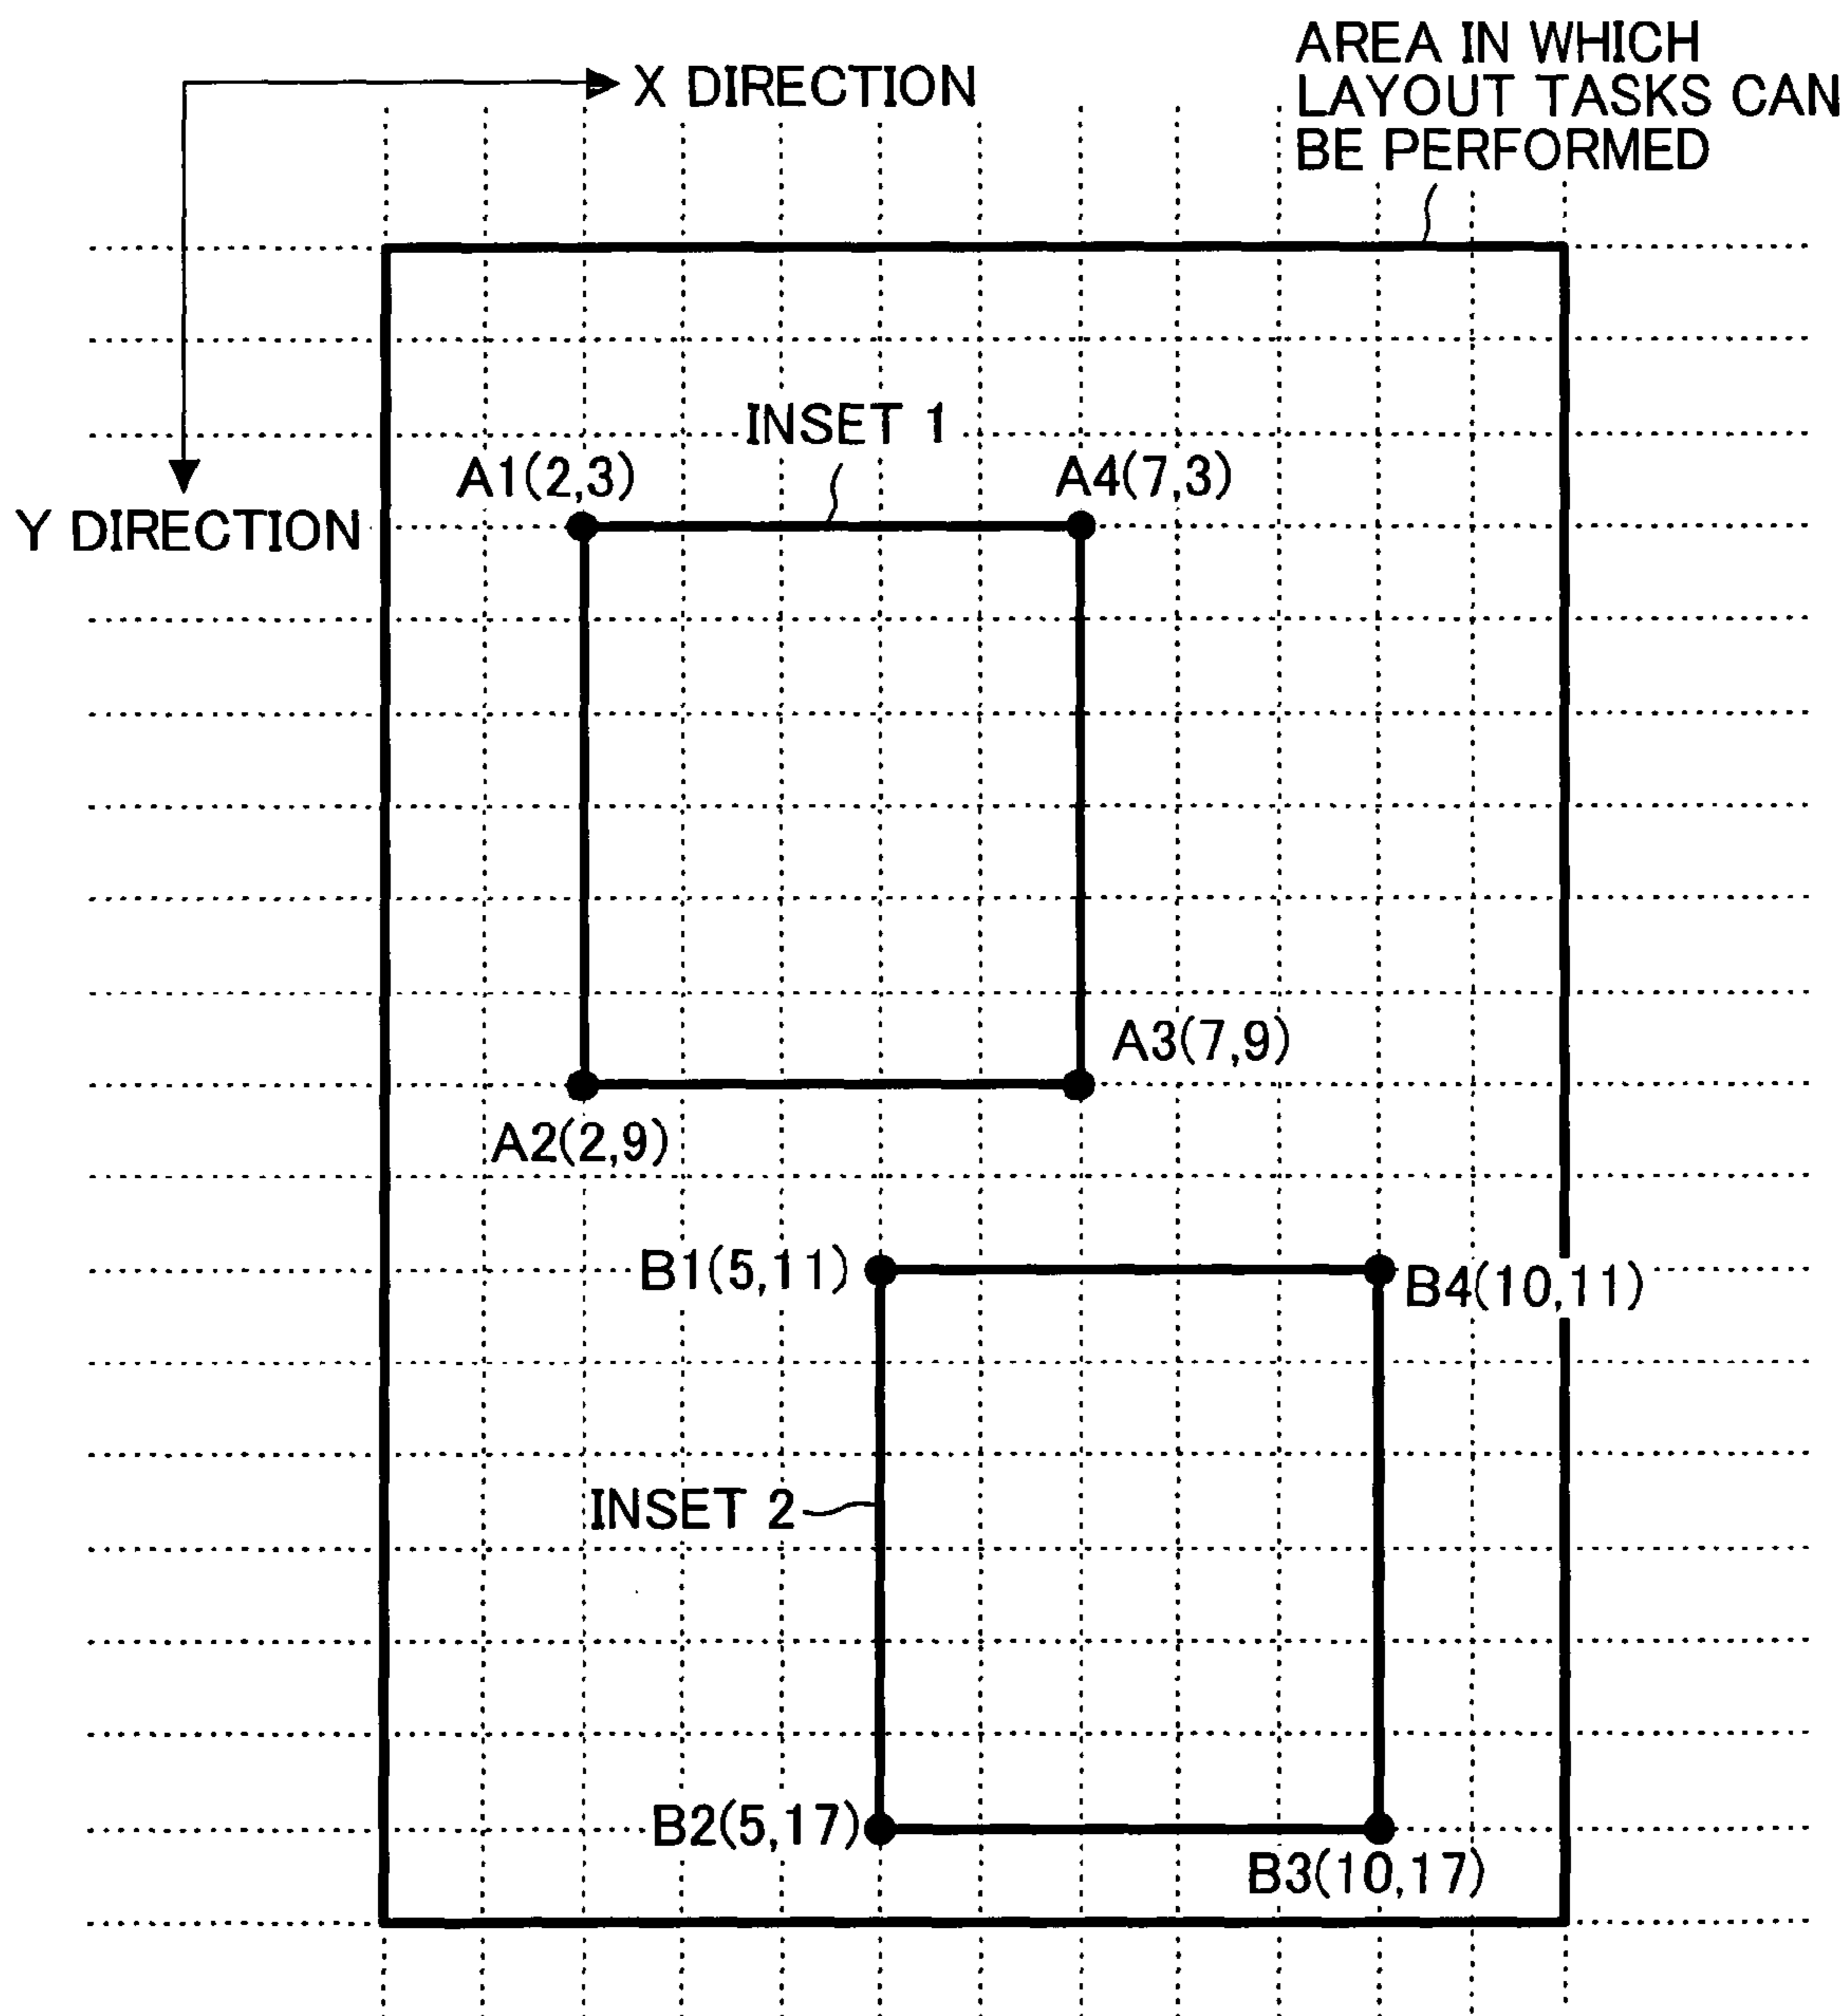 AREA IN WHICH
LAYOUT TASKS CAN
BE PERFORMED
X DIRECTION
Y DIRECTION
INSET 1
A1(2,3)
A4(7,3)
A3(7,9)
A2(2,9)
B1(5,11)
B4(10,11)
INSET 2
B2(5,17)
B3(10,17)